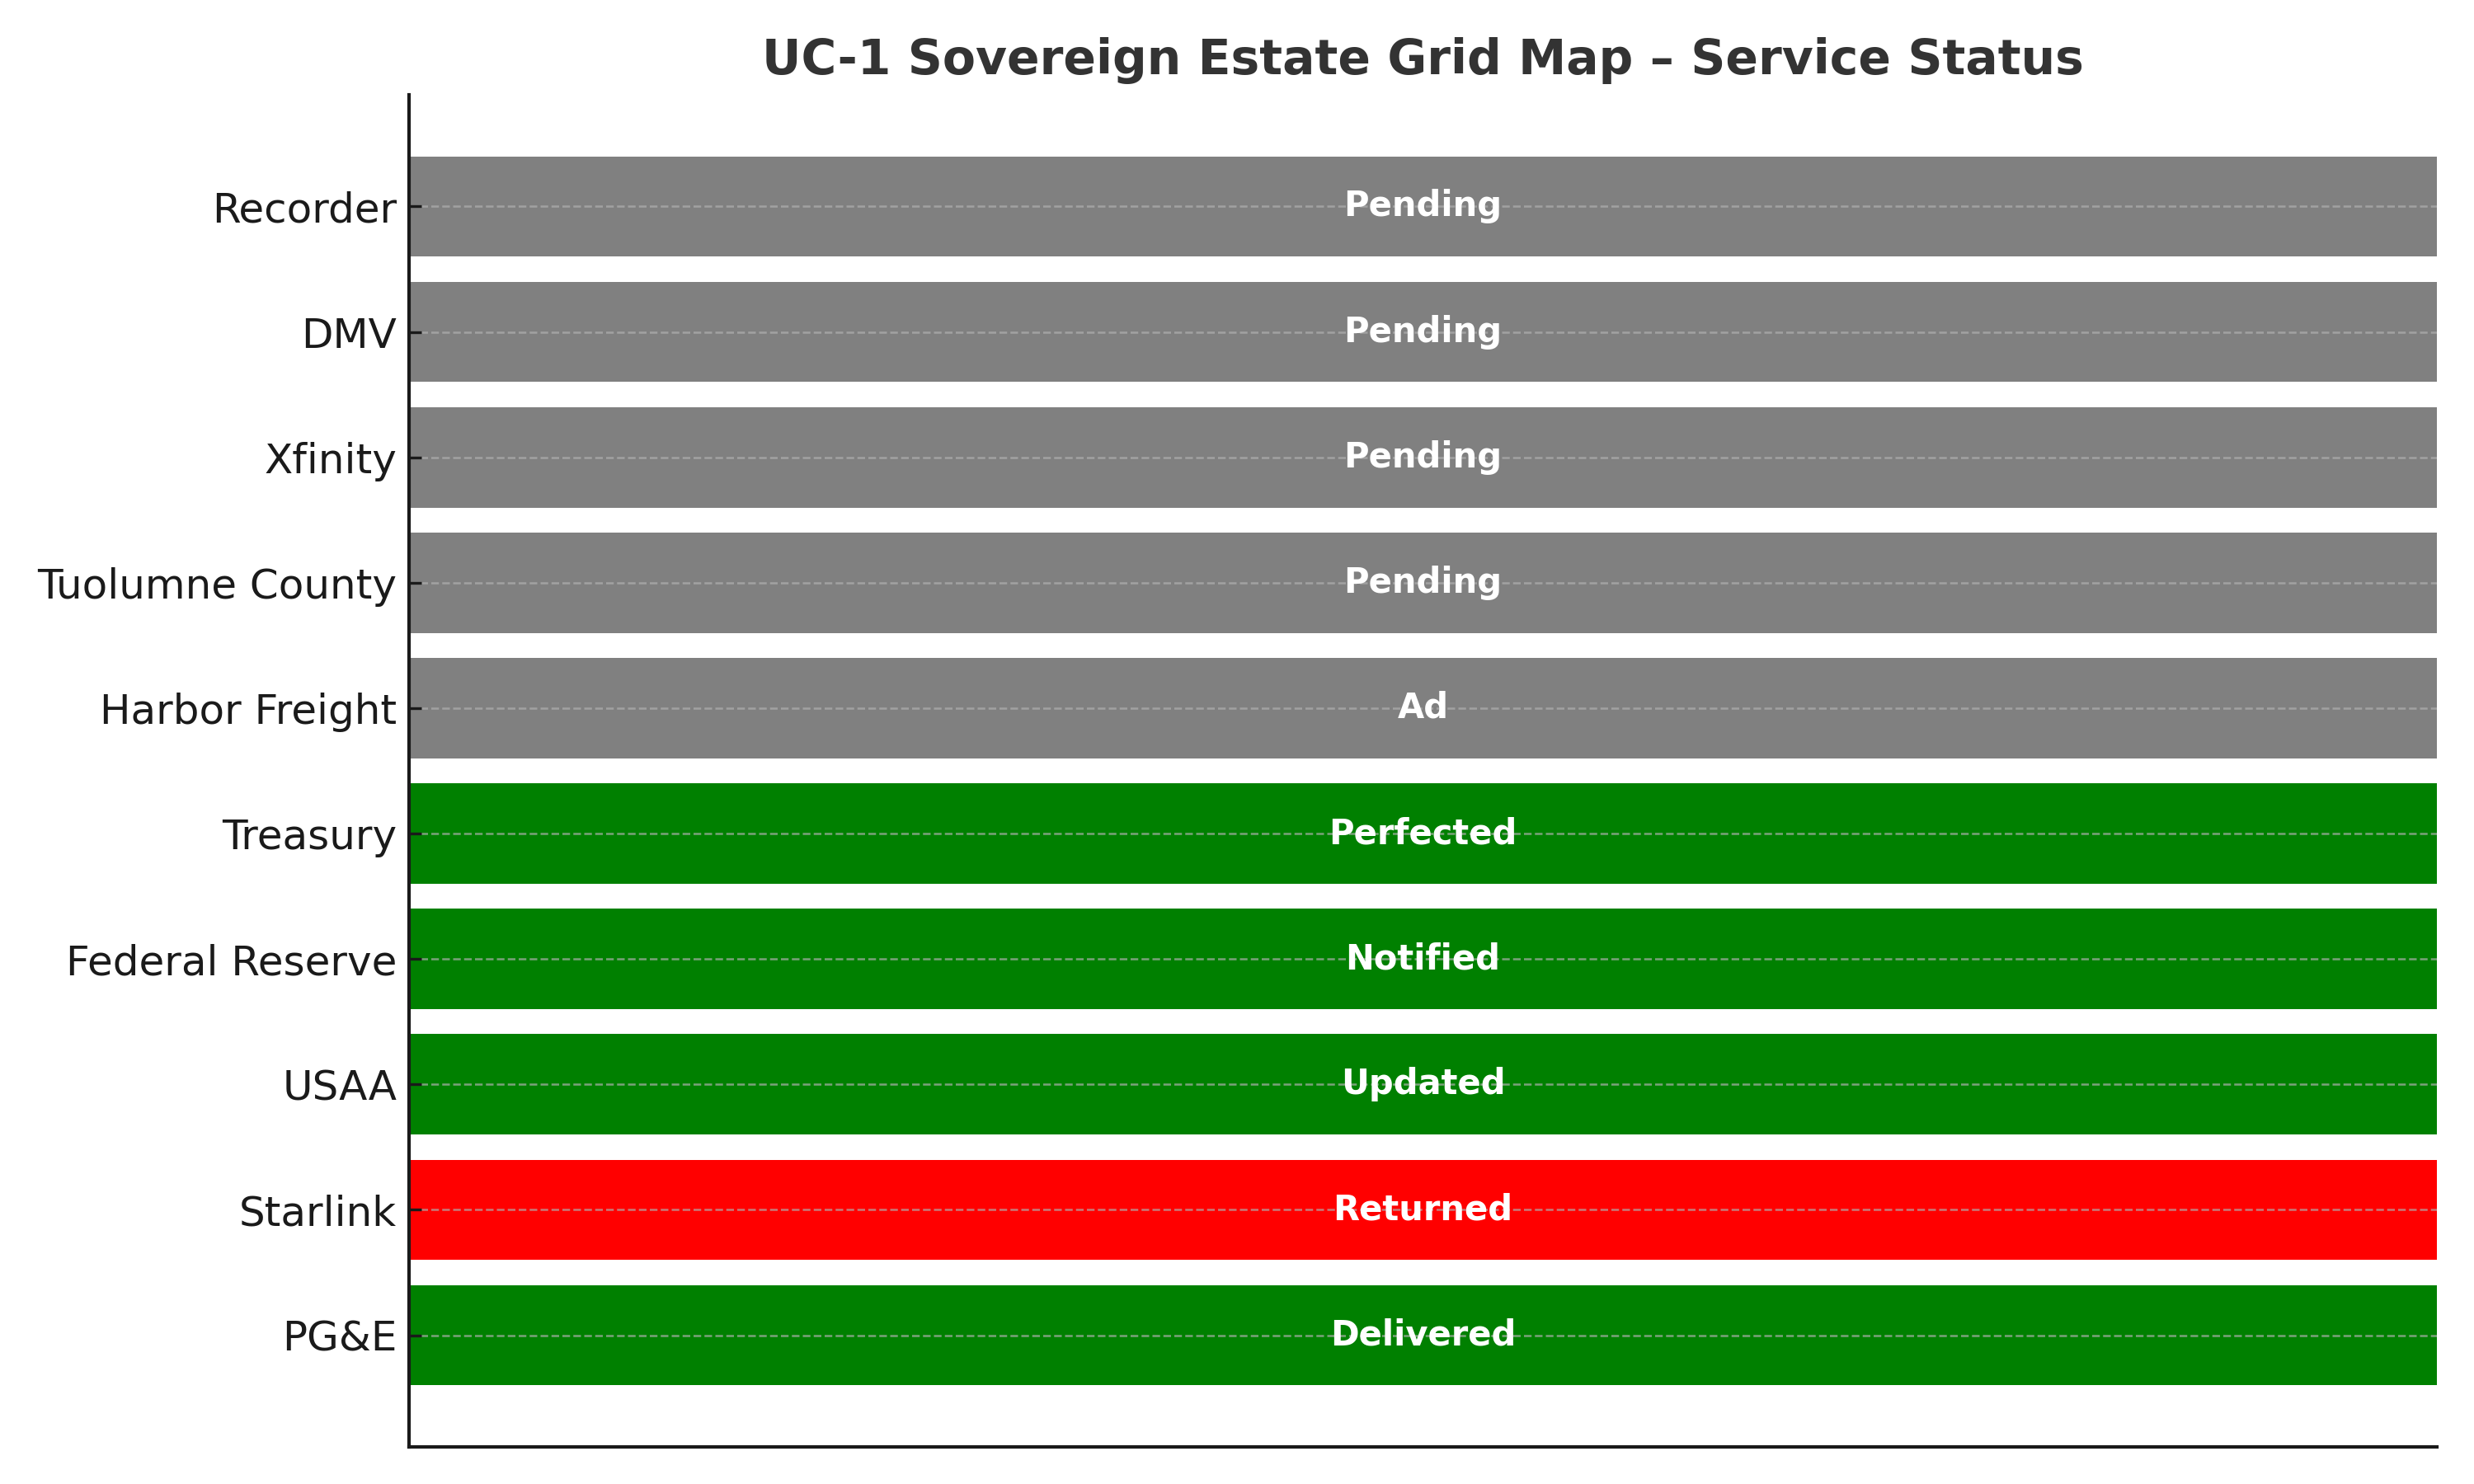 UC-1 Sovereign Estate Grid Map – Service Status
Recorder Pending
DMV Pending
Xfinity Pending
Tuolumne County Pending
Harbor Freight Ad
Treasury Perfected
Federal Reserve Notified
USAA Updated
Starlink Returned
PG&E Delivered